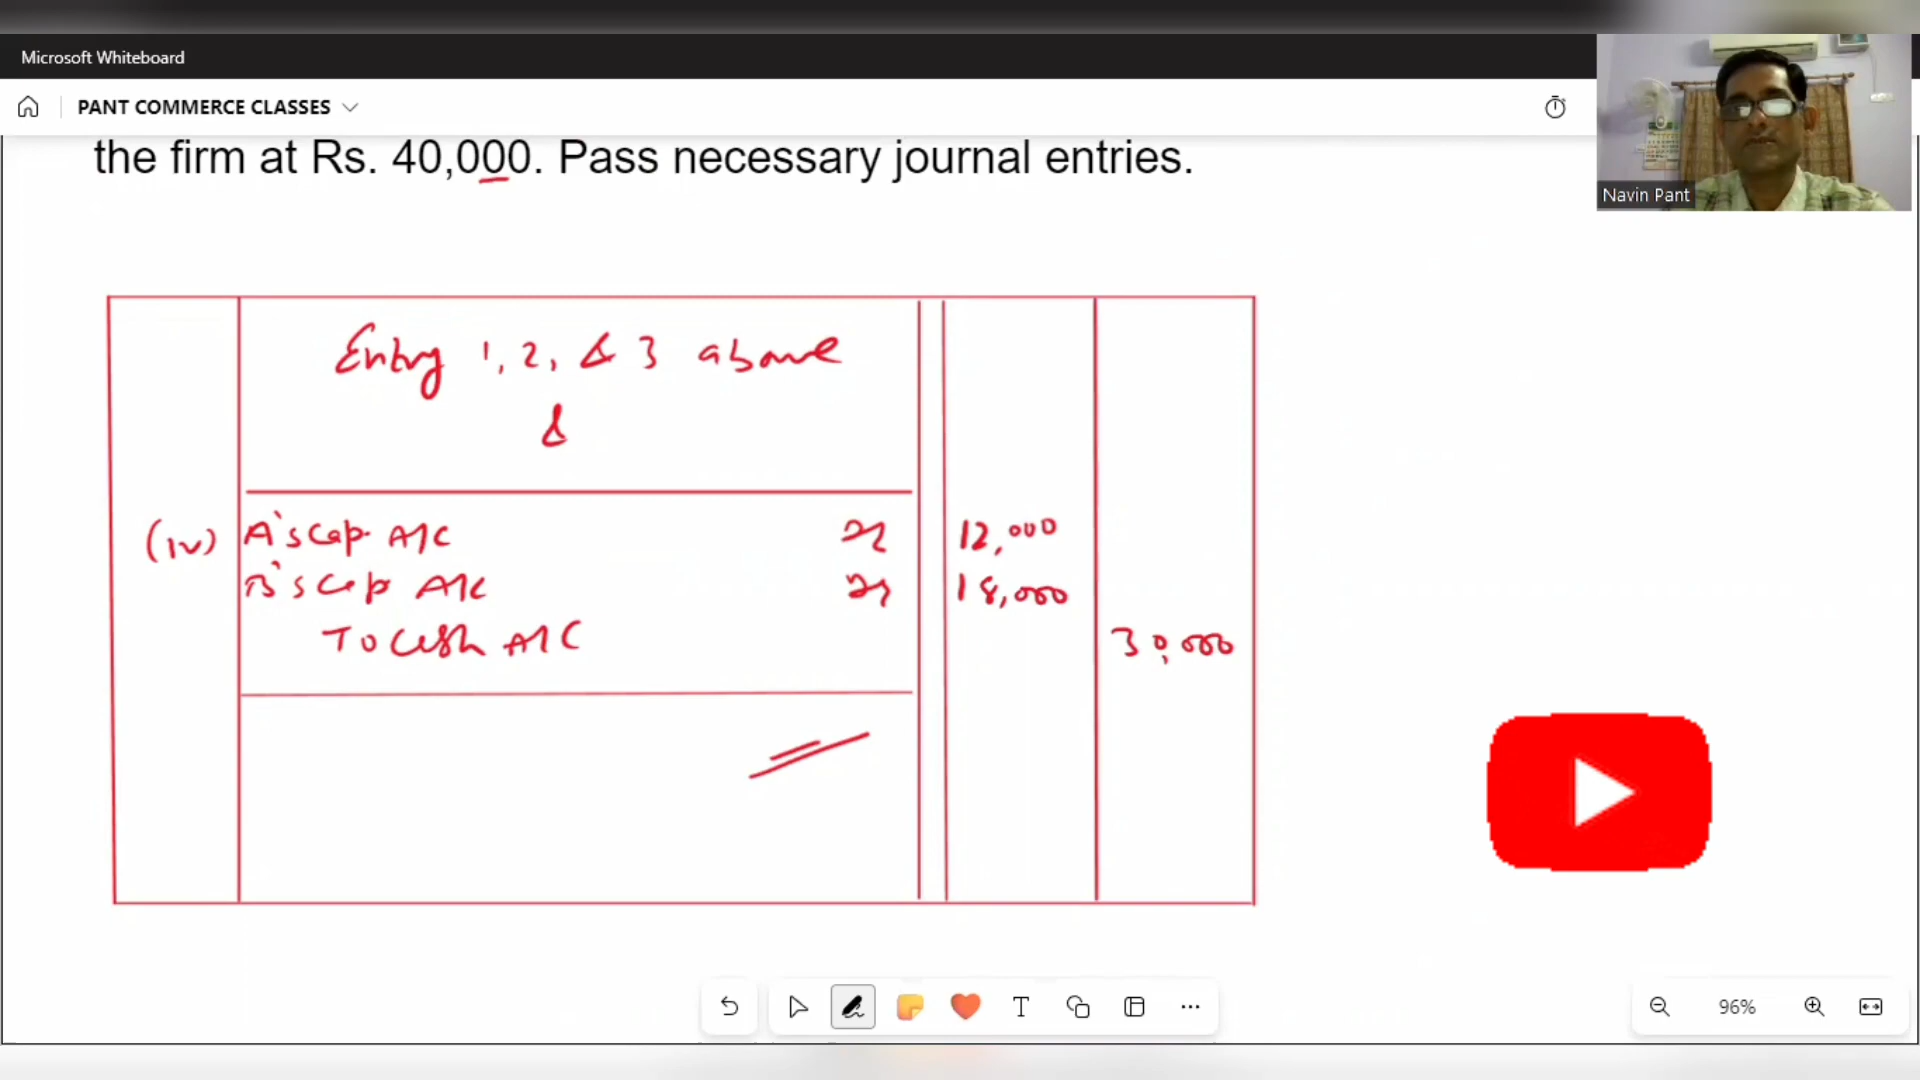 Microsoft Whiteboard
PANT COMMERCE CLASSES
the firm at Rs. 40,000. Pass necessary journal entries.
Navin Pant
Entry 1, 2, & 3 above
&
(iv) A's Cap A/C Dr 12,000
B's Cap A/C Dr 18,000
To Cash A/C 30,000
96%